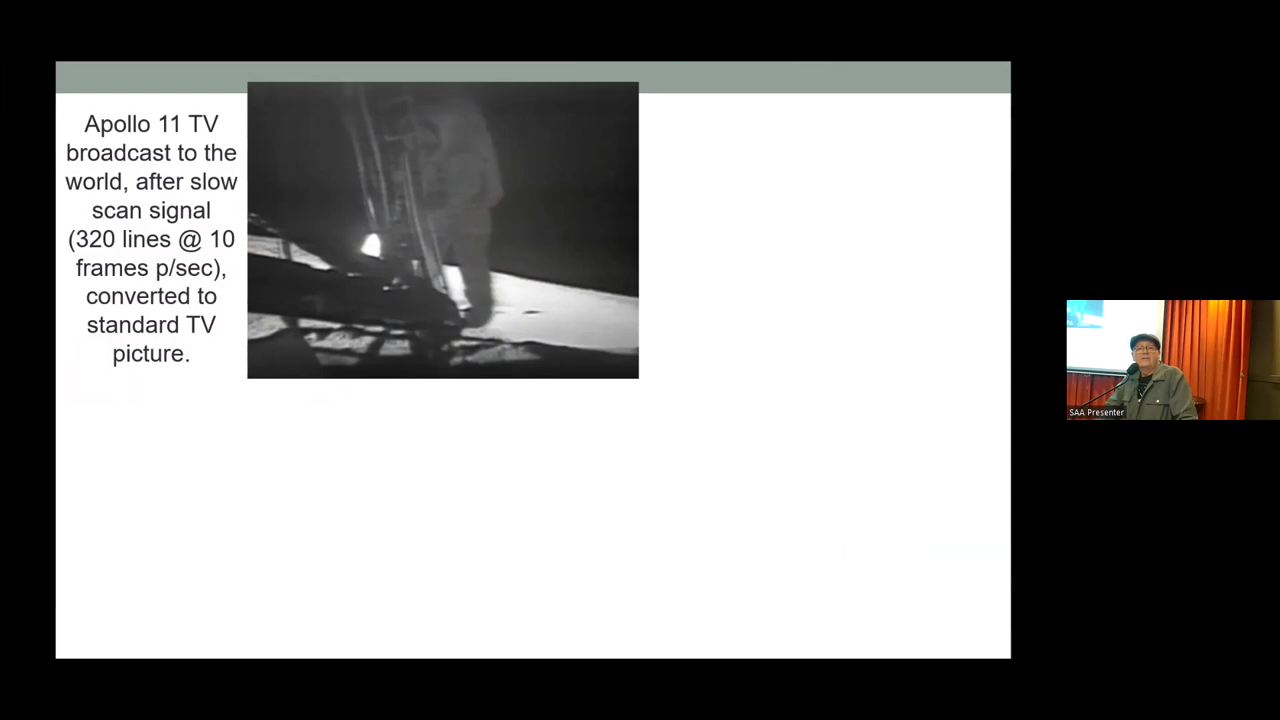 Apollo 11 TV
broadcast to the
world, after slow
scan signal
(320 lines @ 10
frames p/sec),
converted to
standard TV
picture.
SAA Presenter